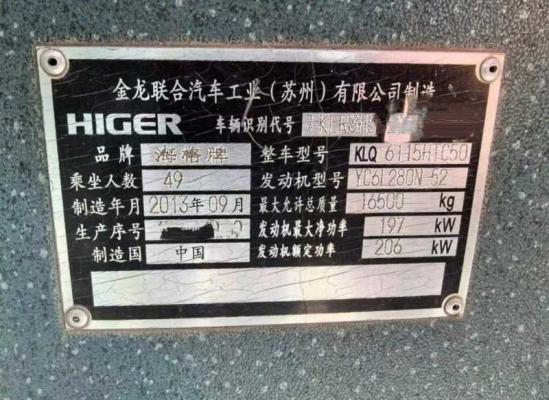 金龙联合汽车工业(苏州)有限公司制造
HIGER 车辆识别代号
品牌 海格牌 整车型号 KLQ 6115HTC50
乘坐人数 49 发动机型号 YC6L280N-52
制造年月 2013年09月 最大允许总质量 16500 kg
生产序号 发动机最大净功率 197 kW
制造国 中国 发动机额定功率 206 kW